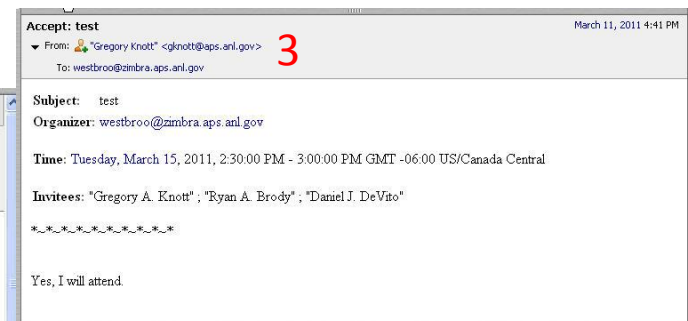 Accept: test March 11, 2011 4:41 PM
From: "Gregory Knott" <gknott@aps.anl.gov>
3
To: westbroo@zimbra.aps.anl.gov
Subject: test
Organizer: westbroo@zimbra.aps.anl.gov
Time: Tuesday, March 15, 2011, 2:30:00 PM - 3:00:00 PM GMT -06:00 US/Canada Central
Invitees: "Gregory A. Knott" ; "Ryan A. Brody" ; "Daniel J. DeVito"
*~*~*~*~*~*~*~*~*~*
Yes, I will attend.